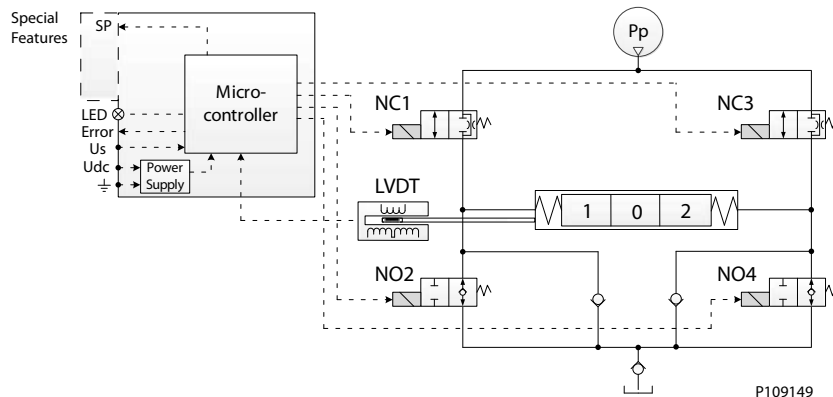 Special
Features
SP
Pp
Micro-
controller
NC1
NC3
LED
Error
Us
Udc
Power
Supply
LVDT
1 0 2
NO2
NO4
P109149